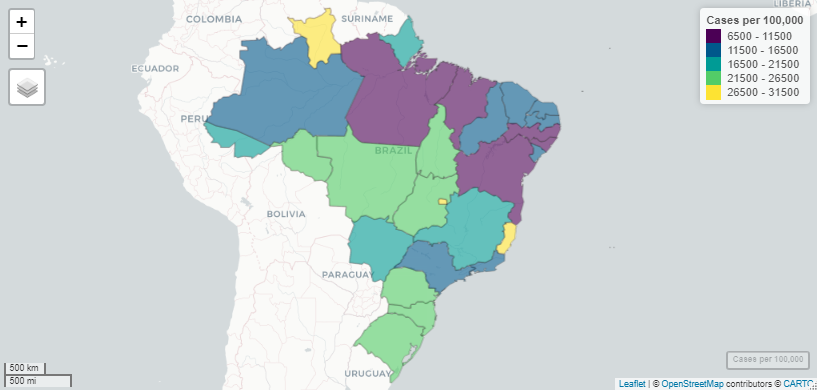 LIBERIA
+
−
COLOMBIA
SURINAME
Cases per 100,000
6500 - 11500
11500 - 16500
16500 - 21500
21500 - 26500
26500 - 31500
ECUADOR
PERU
BRAZIL
BOLIVIA
PARAGUAY
URUGUAY
Cases per 100,000
500 km
500 mi
Leaflet | © OpenStreetMap contributors © CARTO